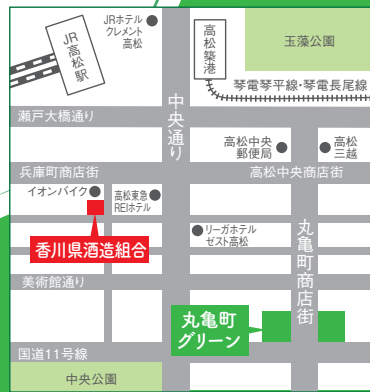 JRホテル
クレメント
高松
JR
高松駅
高松築港
玉藻公園
琴電琴平線・琴電長尾線
瀬戸大橋通り
中央通り
高松中央
郵便局
高松
三越
兵庫町商店街
高松中央商店街
イオンバイク
高松東急
REIホテル
香川県酒造組合
リーガホテル
ゼスト高松
丸亀町商店街
美術館通り
丸亀町
グリーン
国道11号線
中央公園